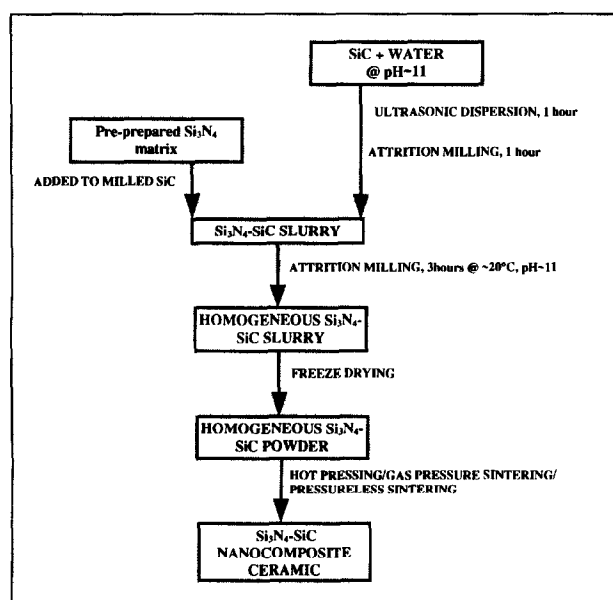 SiC + WATER
@ pH~11
ULTRASONIC DISPERSION, 1 hour
Pre-prepared Si₃N₄
matrix
ATTRITION MILLING, 1 hour
ADDED TO MILLED SiC
Si₃N₄-SiC SLURRY
ATTRITION MILLING, 3hours @ ~20°C, pH~11
HOMOGENEOUS Si₃N₄-
SiC SLURRY
FREEZE DRYING
HOMOGENEOUS Si₃N₄-
SiC POWDER
HOT PRESSING/GAS PRESSURE SINTERING/
PRESSURELESS SINTERING
Si₃N₄-SiC
NANOCOMPOSITE
CERAMIC